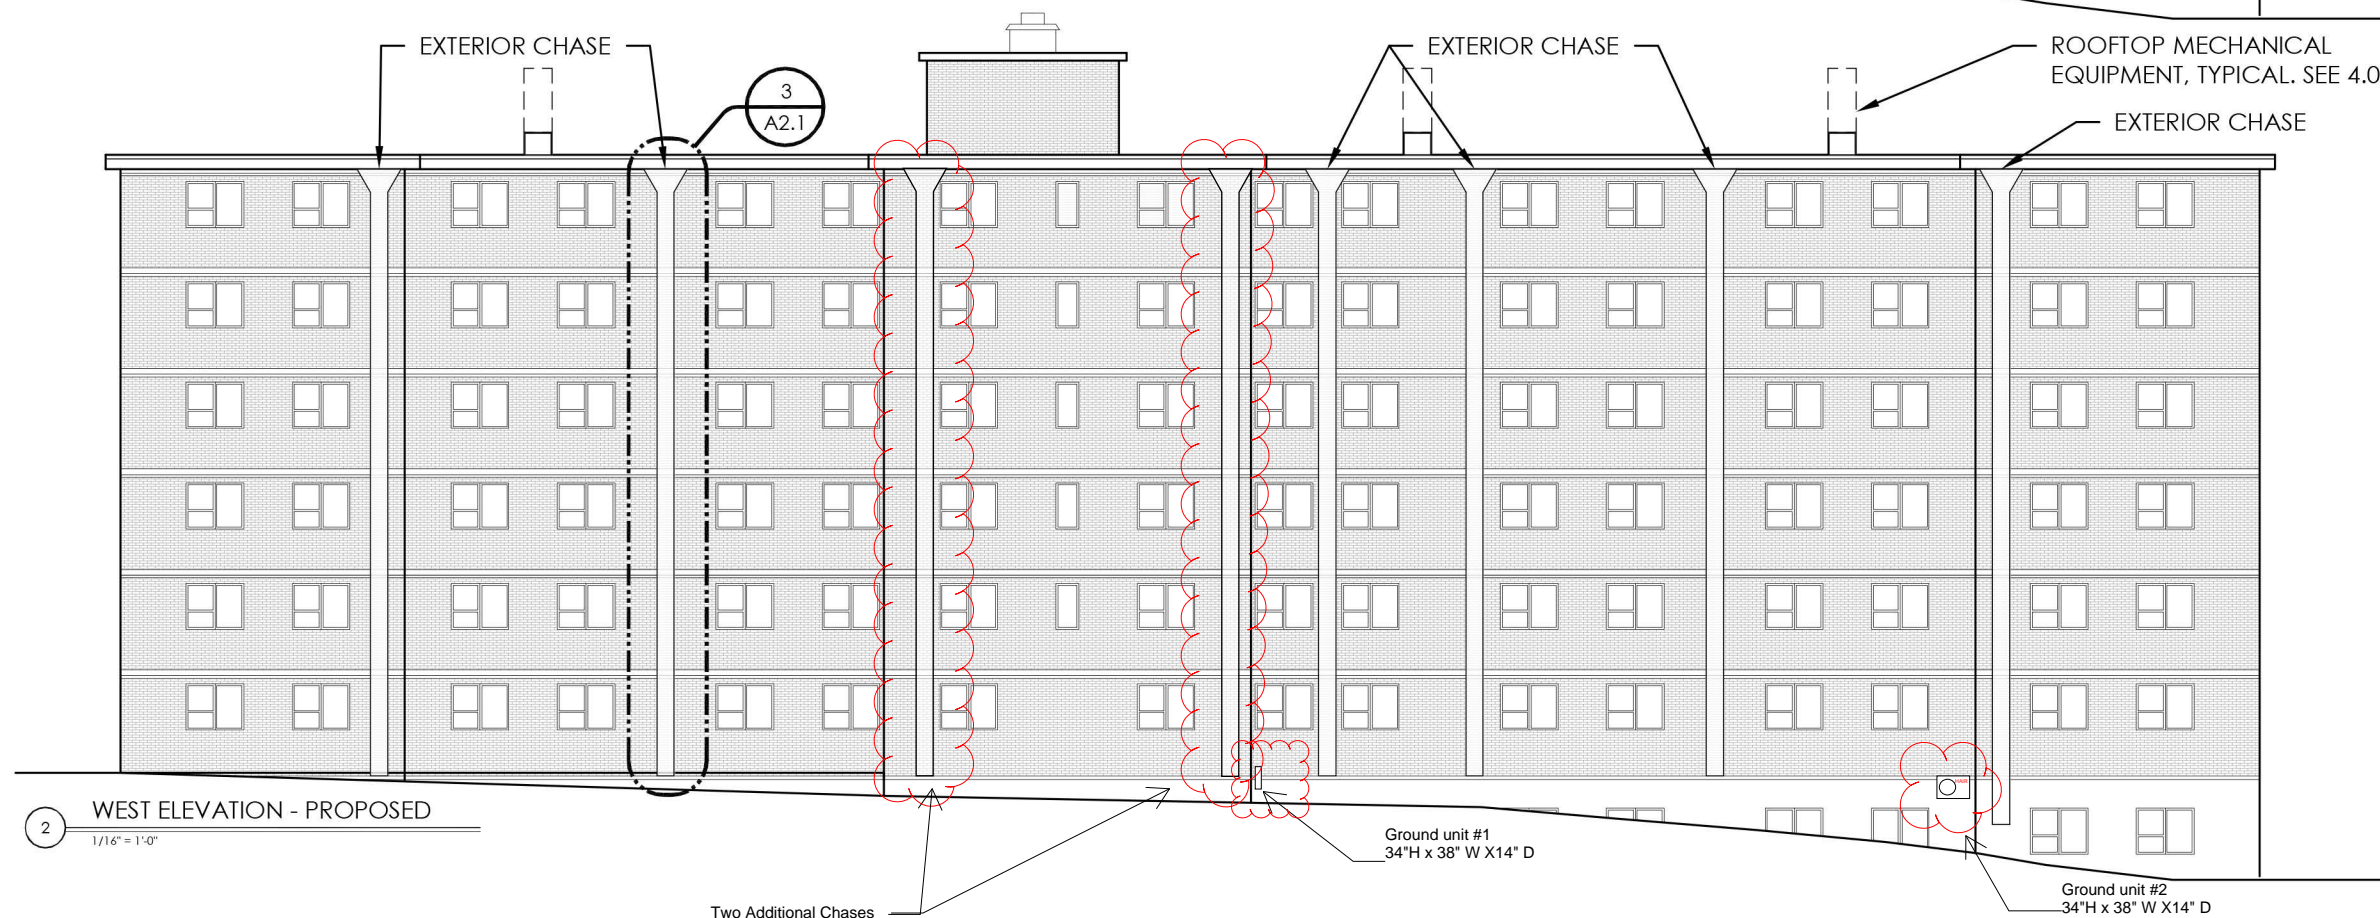 EXTERIOR CHASE
EXTERIOR CHASE
ROOFTOP MECHANICAL
EQUIPMENT, TYPICAL. SEE 4.0
3
A2.1
EXTERIOR CHASE
2
WEST ELEVATION - PROPOSED
1/16" = 1'-0"
Ground unit #1
34"H x 38" W X14" D
Two Additional Chases
Ground unit #2
34"H x 38" W X14" D